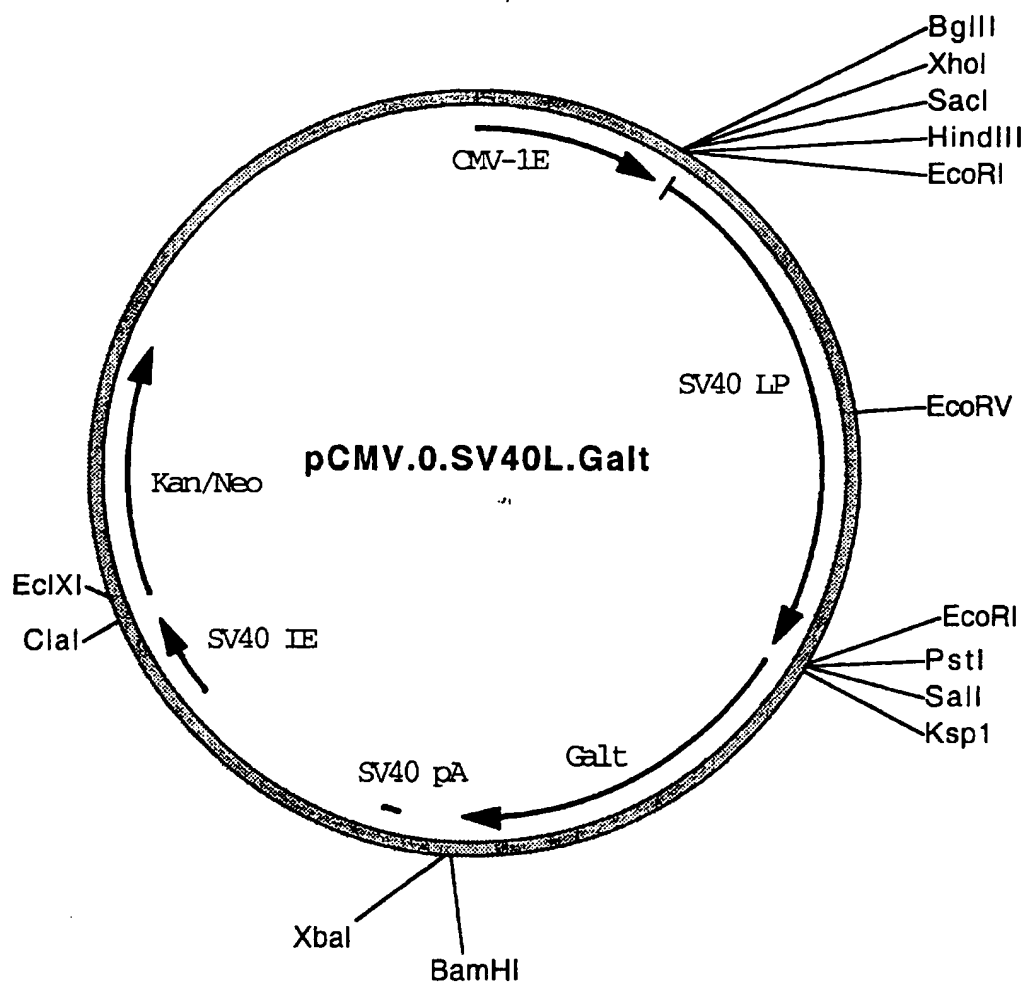 BglII
XhoI
SacI
HindIII
EcoRI
CMV-1E
SV40 LP
EcoRV
pCMV.0.SV40L.Galt
Kan/Neo
EclXI
ClaI
SV40 IE
EcoRI
PstI
SalI
Ksp1
Galt
SV40 pA
XbaI
BamHI